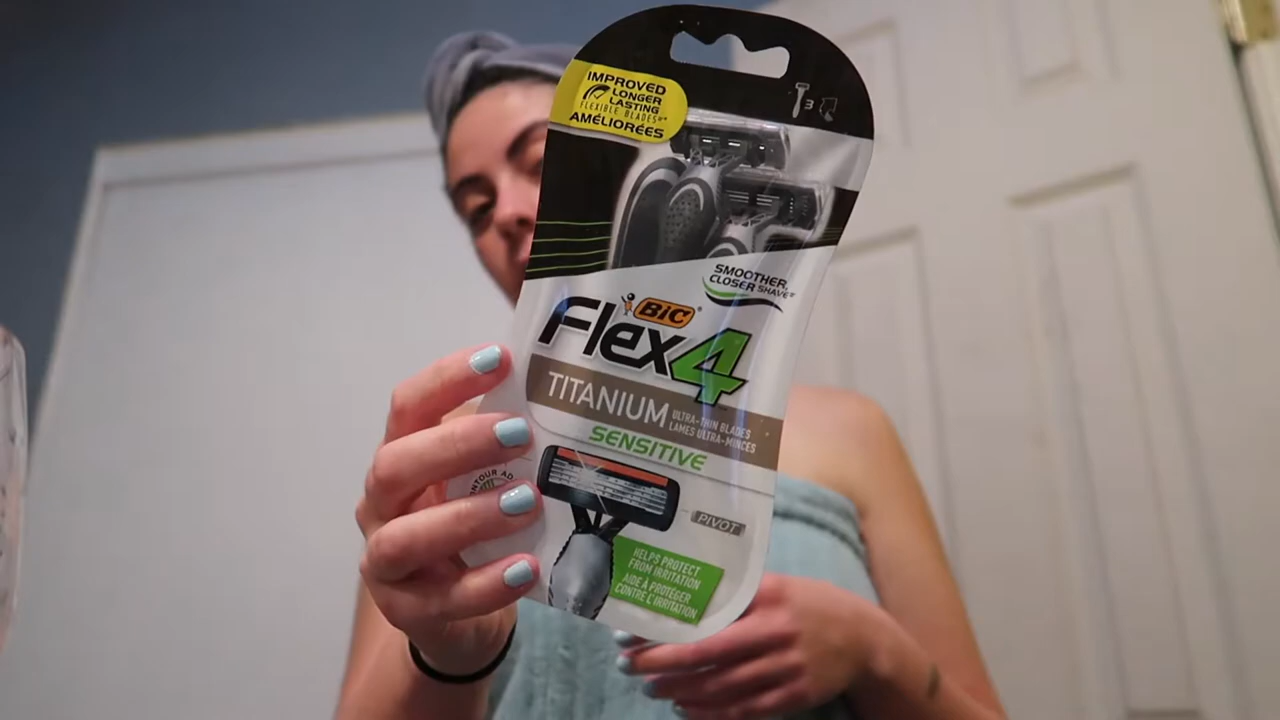 IMPROVED
LONGER
LASTING
FLEXIBLE BLADES
AMÉLIORÉES
3
SMOOTHER,
CLOSER SHAVE
BIC®
Flex4
TITANIUM
ULTRA-THIN BLADES
LAMES ULTRA-MINCES
SENSITIVE
PIVOT
HELPS PROTECT
FROM IRRITATION
AIDE À PROTÉGER
CONTRE L'IRRITATION